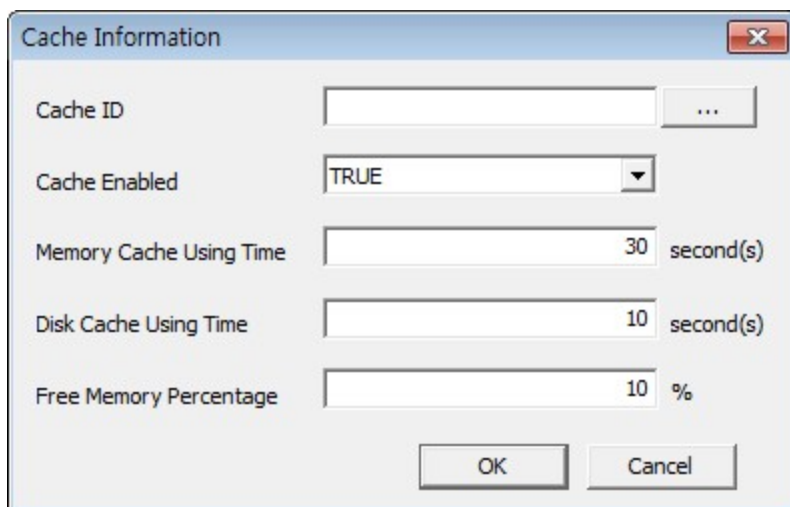 Cache Information
Cache ID ...
Cache Enabled TRUE
Memory Cache Using Time 30 second(s)
Disk Cache Using Time 10 second(s)
Free Memory Percentage 10 %
OK Cancel